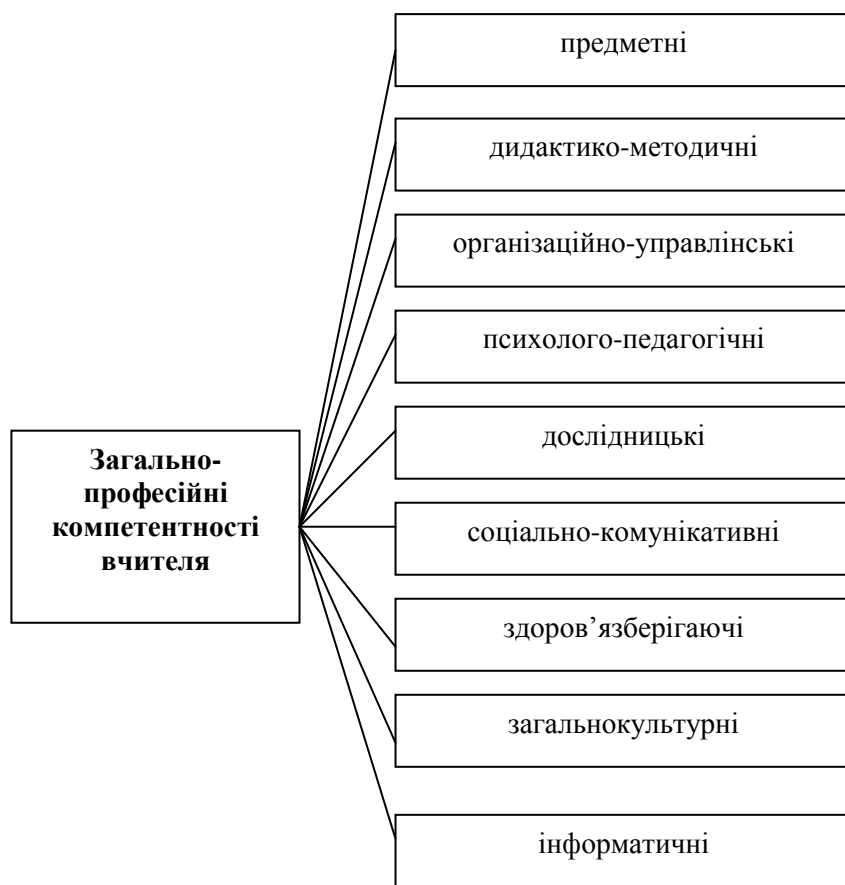 предметні
дидактико-методичні
організаційно-управлінські
психолого-педагогічні
Загально-
професійні
компетентності
вчителя
дослідницькі
соціально-комунікативні
здоров’язберігаючі
загальнокультурні
інформатичні